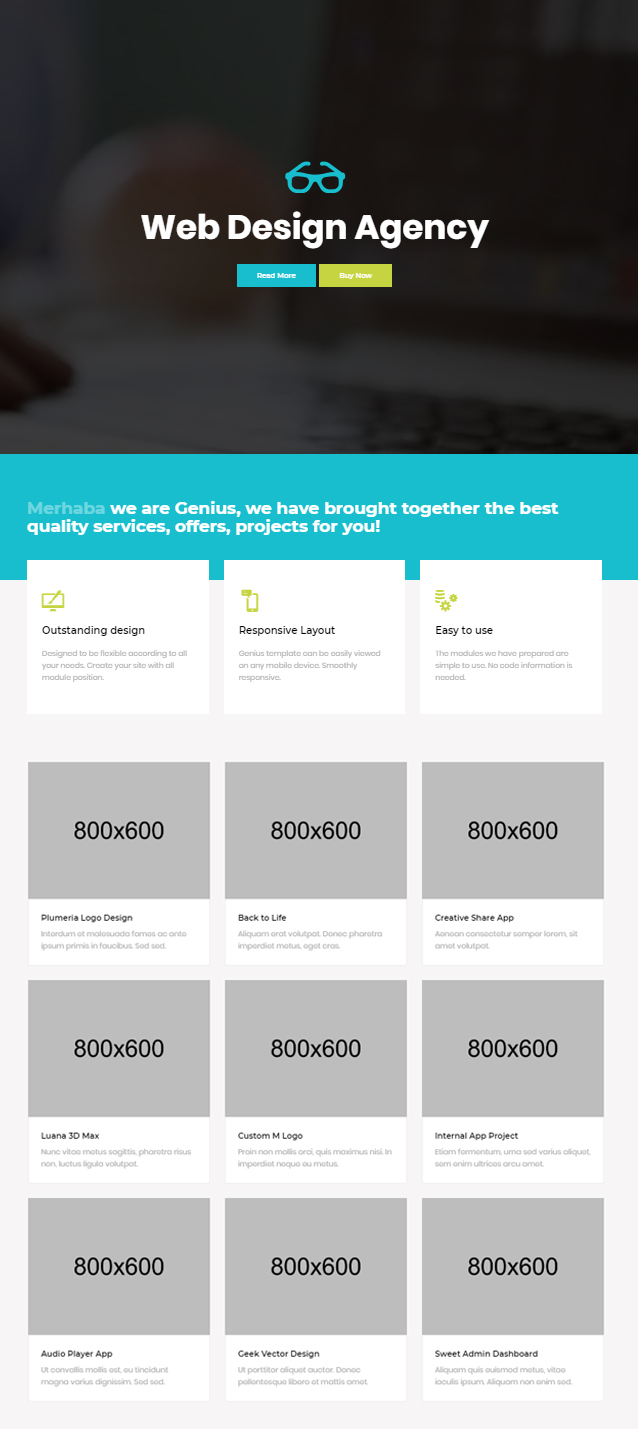 Web Design Agency
Read More
Buy Now
Merhaba we are Genius, we have brought together the best
quality services, offers, projects for you!
Outstanding design
Designed to be flexible according to all
your needs. Create your site with all
module position.
Responsive Layout
Genius template can be easily viewed
on any mobile device. Smoothly
responsive.
Easy to use
The modules we have prepared are
simple to use. No code information is
needed.
800x600
Plumeria Logo Design
Interdum et malesuada fames ac ante
ipsum primis in faucibus. Sed sed.
800x600
Back to Life
Aliquam erat volutpat. Donec pharetra
imperdiet metus, eget cras.
800x600
Creative Share App
Aenean consectetur sempor lorem, sit
amet volutpat.
800x600
Luana 3D Max
Nunc vitae metus sagittis, pharetra risus
non, luctus ligula volutpat.
800x600
Custom M Logo
Proin non mollis orci, quis maximus nisi. In
imperdiet neque eu metus.
800x600
Internal App Project
Etiam fermentum, urna sed varius aliquet,
sem enim ultrices arcu amet.
800x600
Audio Player App
Ut convallis mollis est, eu tincidunt
magna varius dignissim. Sed sed.
800x600
Geek Vector Design
Ut porttitor aliquet auctor. Donec
pellentesque libero et mattis amet.
800x600
Sweet Admin Dashboard
Aliquam quis euismod metus, vitae
iaculis ipsum. Aliquam non enim sed.